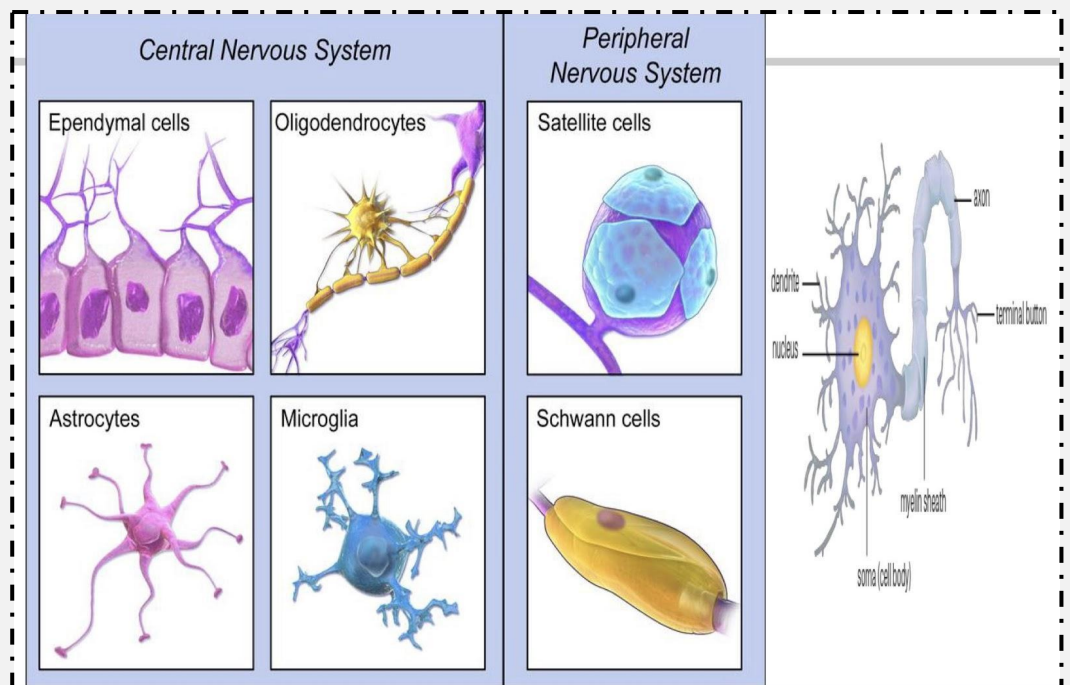 Central Nervous System
Peripheral
Nervous System
Ependymal cells
Oligodendrocytes
Satellite cells
Astrocytes
Microglia
Schwann cells
axon
dendrite
terminal button
nucleus
myelin sheath
soma (cell body)